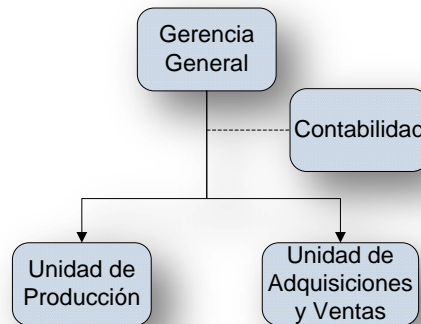 Gerencia
General
Contabilidad
Unidad de
Producción
Unidad de
Adquisiciones
y Ventas